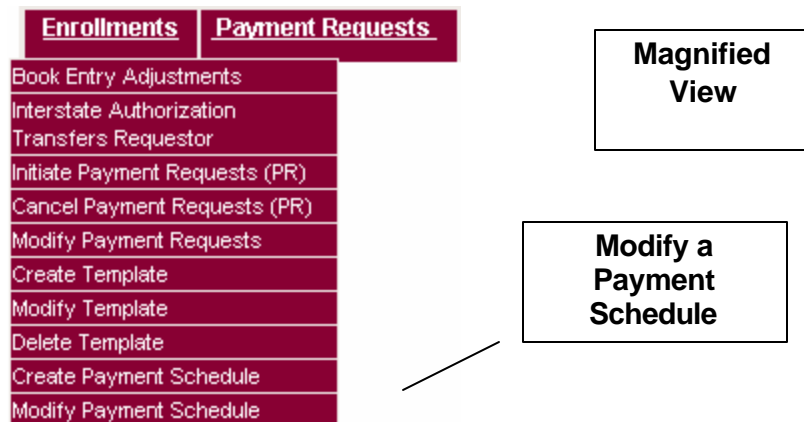 Enrollments Payment Requests
Book Entry Adjustments
Interstate Authorization
Transfers Requestor
Initiate Payment Requests (PR)
Cancel Payment Requests (PR)
Modify Payment Requests
Create Template
Modify Template
Delete Template
Create Payment Schedule
Modify Payment Schedule
Magnified
View
Modify a
Payment
Schedule